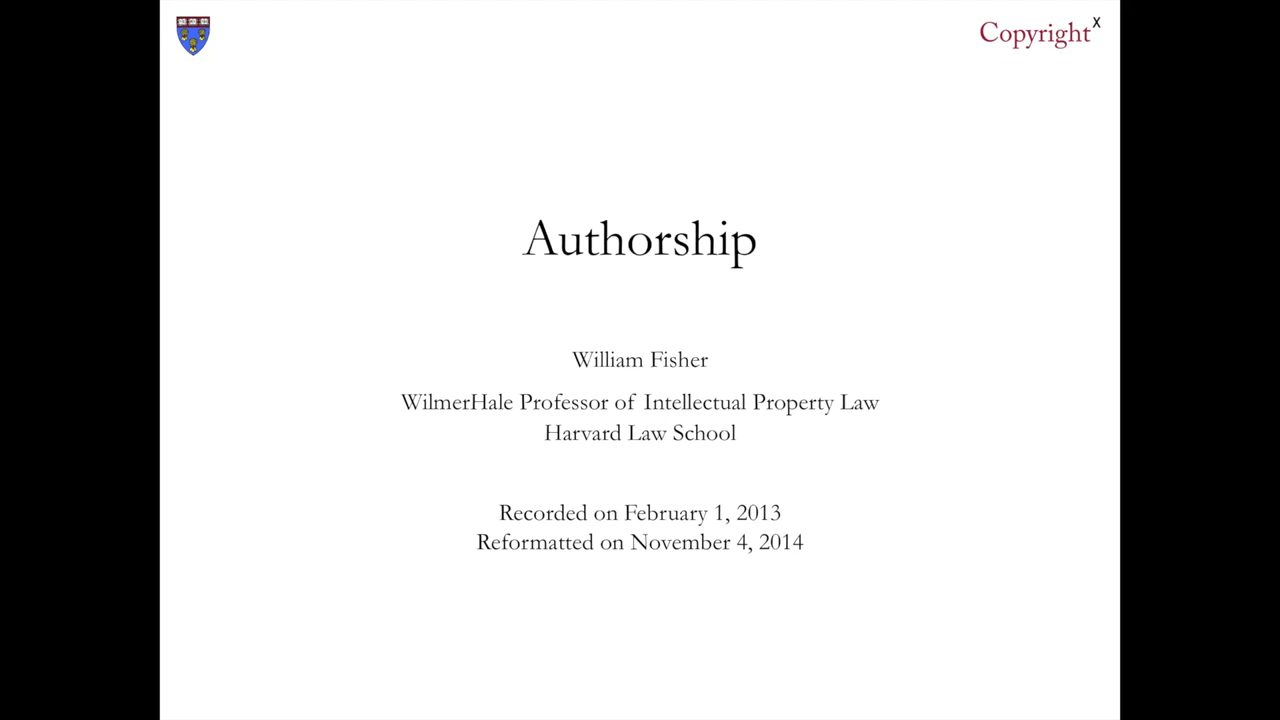 Copyright^x
Authorship
William Fisher
WilmerHale Professor of Intellectual Property Law
Harvard Law School
Recorded on February 1, 2013
Reformatted on November 4, 2014